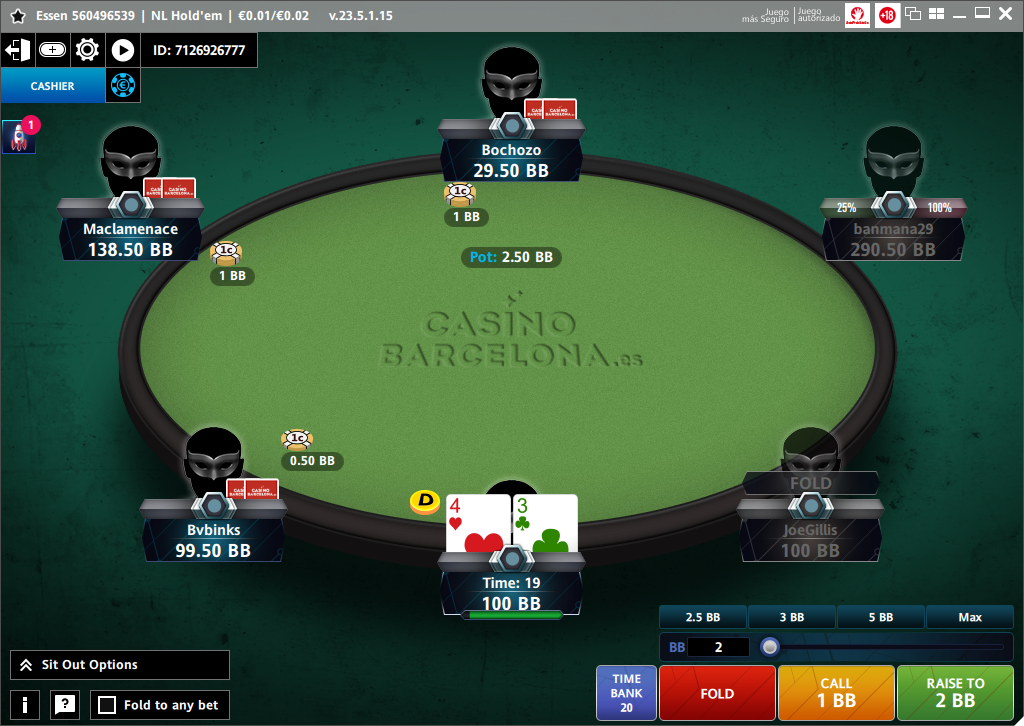 Essen 560496539 | NL Hold'em | €0.01/€0.02 v.23.5.1.15
Juego más Seguro
Juego autorizado
+18
ID: 7126926777
CASHIER
1
Bochozo
29.50 BB
1c
1 BB
Maclamenace
138.50 BB
1c
1 BB
25% 100%
banmana29
290.50 BB
Pot: 2.50 BB
CASINO
BARCELONA.es
1c
0.50 BB
Bvbinks
99.50 BB
D
4 3
Time: 19
100 BB
FOLD
JoeGillis
100 BB
2.5 BB 3 BB 5 BB Max
BB 2
Sit Out Options
Fold to any bet
TIME BANK 20
FOLD
CALL
1 BB
RAISE TO
2 BB